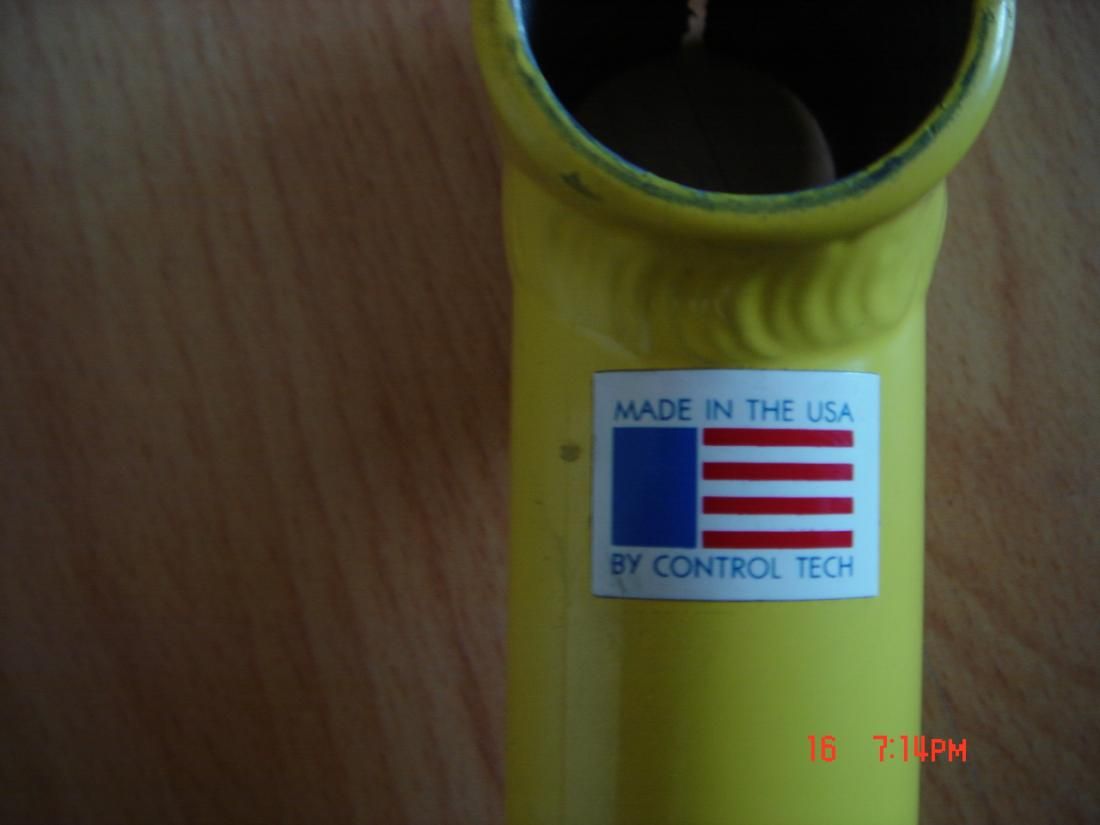 MADE IN THE USA
BY CONTROL TECH
16 7:14PM